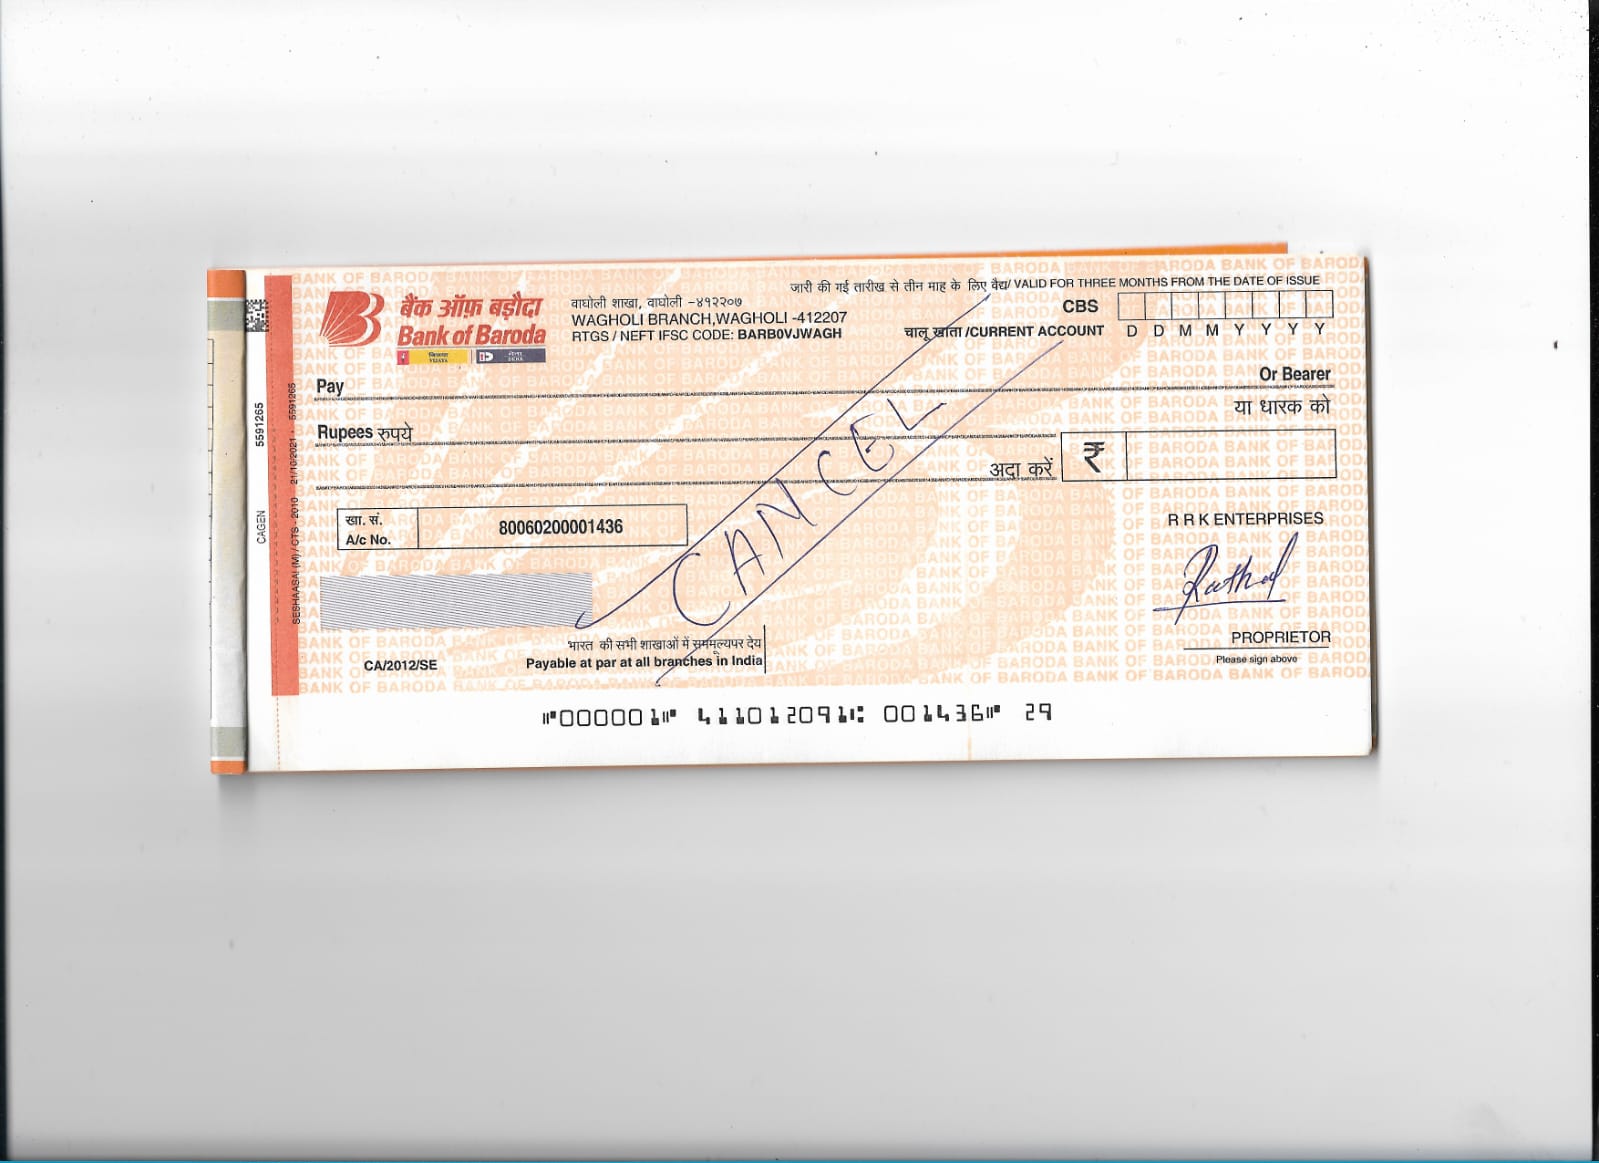 जारी की गई तारीख से तीन माह के लिए वैद्य/ VALID FOR THREE MONTHS FROM THE DATE OF ISSUE
बैंक ऑफ़ बड़ौदा
Bank of Baroda
विजया
VIJAYA
देना
DENA
वाघोली शाखा, वाघोली -४१२२०७
WAGHOLI BRANCH,WAGHOLI -412207
RTGS / NEFT IFSC CODE: BARB0VJWAGH
CBS
चालू खाता /CURRENT ACCOUNT
D D M M Y Y Y Y
Pay
Or Bearer
या धारक को
Rupees रुपये
अदा करें
₹
खा. सं.
A/c No.
80060200001436
CANCEL
R R K ENTERPRISES
Rathod
PROPRIETOR
Please sign above
भारत की सभी शाखाओं में सममूल्यपर देय
Payable at par at all branches in India
CA/2012/SE
⑈000001⑈ 411012091⑆ 001436⑈ 29
SESHAASAI (M) / CTS - 2010 21/10/2021 - 5591265
CAGEN 5591265